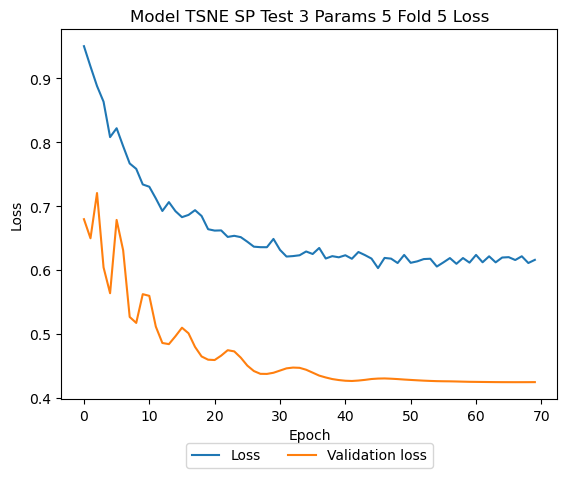 Model TSNE SP Test 3 Params 5 Fold 5 Loss
0.9
0.8
0.7
0.6
0.5
0.4
Loss
0 10 20 30 40 50 60 70
Epoch
Loss Validation loss